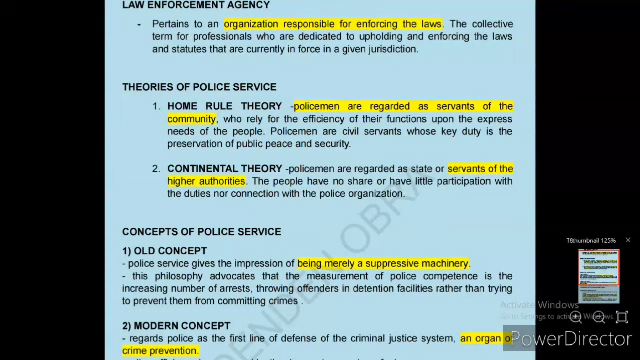 LAW ENFORCEMENT AGENCY
- Pertains to an organization responsible for enforcing the laws. The collective
term for professionals who are dedicated to upholding and enforcing the laws
and statutes that are currently in force in a given jurisdiction.
THEORIES OF POLICE SERVICE
1. HOME RULE THEORY -policemen are regarded as servants of the
community, who rely for the efficiency of their functions upon the express
needs of the people. Policemen are civil servants whose key duty is the
preservation of public peace and security.
2. CONTINENTAL THEORY -policemen are regarded as state or servants of the
higher authorities. The people have no share or have little participation with
the duties nor connection with the police organization.
CONCEPTS OF POLICE SERVICE
1) OLD CONCEPT
- police service gives the impression of being merely a suppressive machinery.
- this philosophy advocates that the measurement of police competence is the
increasing number of arrests, throwing offenders in detention facilities rather than trying
to prevent them from committing crimes .
2) MODERN CONCEPT
- regards police as the first line of defense of the criminal justice system, an organ of
crime prevention.
T8thumbnail 125%
Activate Windows
Go to Settings to activate Windows.
PowerDirector